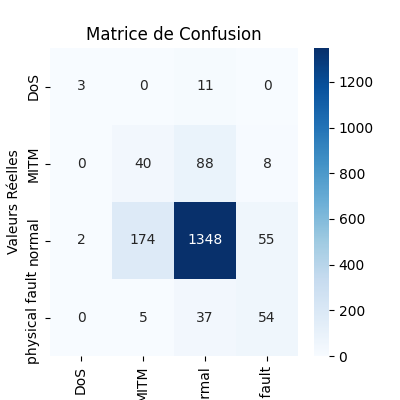 Matrice de Confusion
Valeurs Réelles
DoS 3 0 11 0
MITM 0 40 88 8
normal 2 174 1348 55
physical fault 0 5 37 54
DoS MITM rmal fault
1200
1000
800
600
400
200
0